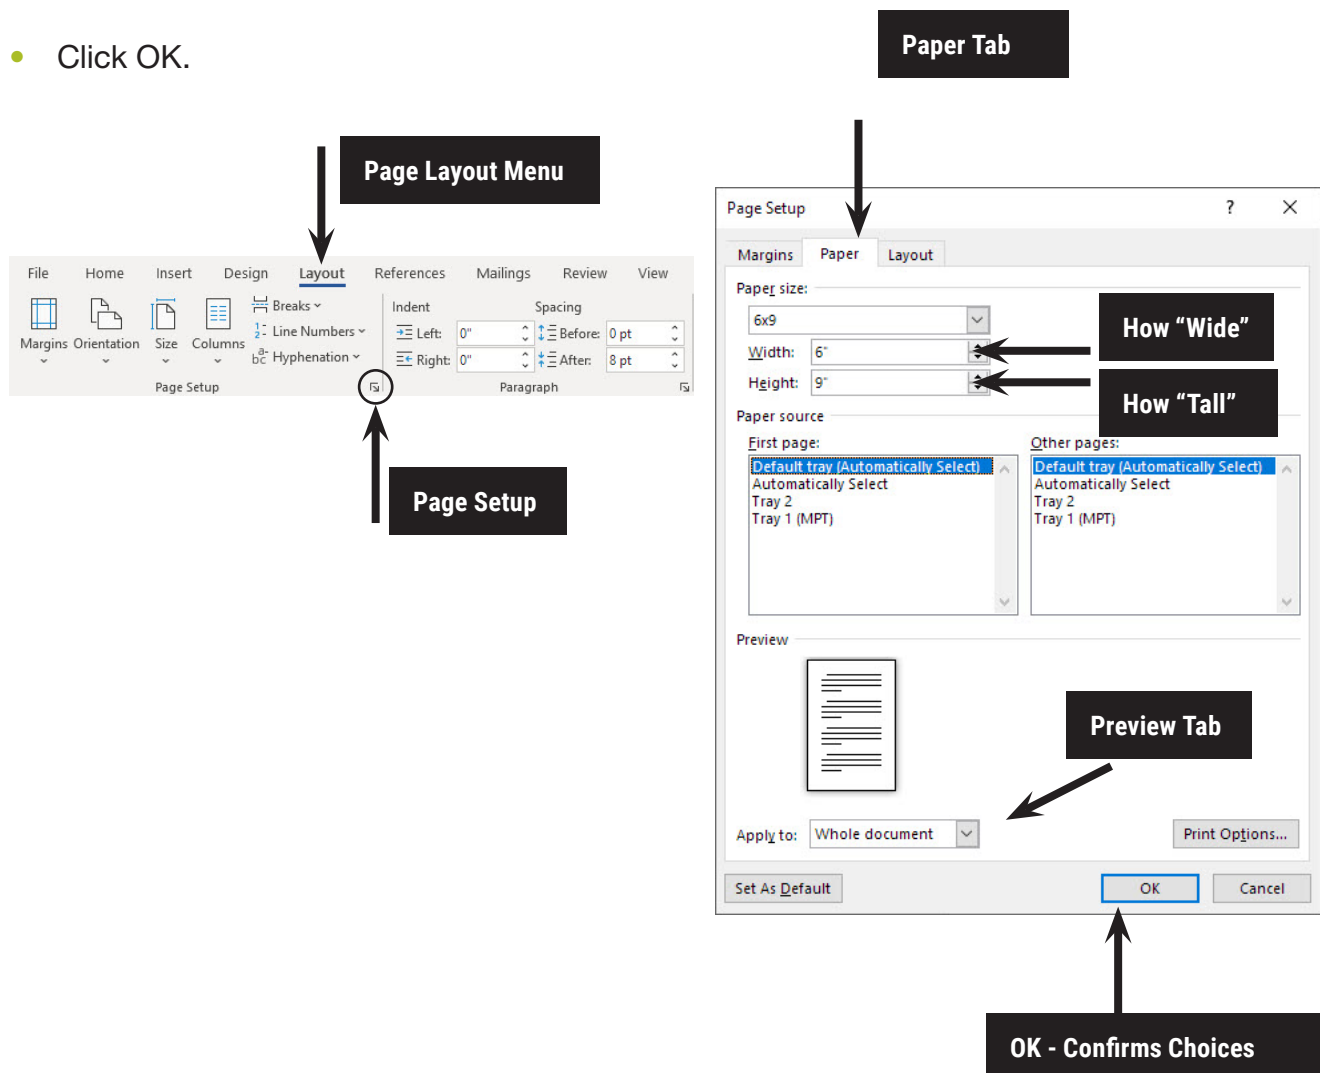 • Click OK.
Paper Tab
Page Layout Menu
File Home Insert Design Layout References Mailings Review View
Margins Orientation Size Columns
Breaks
Line Numbers
Hyphenation
Page Setup
Indent Spacing
Left: 0" Before: 0 pt
Right: 0" After: 8 pt
Paragraph
Page Setup
Page Setup ? ×
Margins Paper Layout
Paper size:
6x9
Width: 6"
Height: 9"
How “Wide”
How “Tall”
Paper source
First page: Other pages:
Default tray (Automatically Select) Default tray (Automatically Select)
Automatically Select Automatically Select
Tray 2 Tray 2
Tray 1 (MPT) Tray 1 (MPT)
Preview
Preview Tab
Apply to: Whole document Print Options...
Set As Default OK Cancel
OK - Confirms Choices